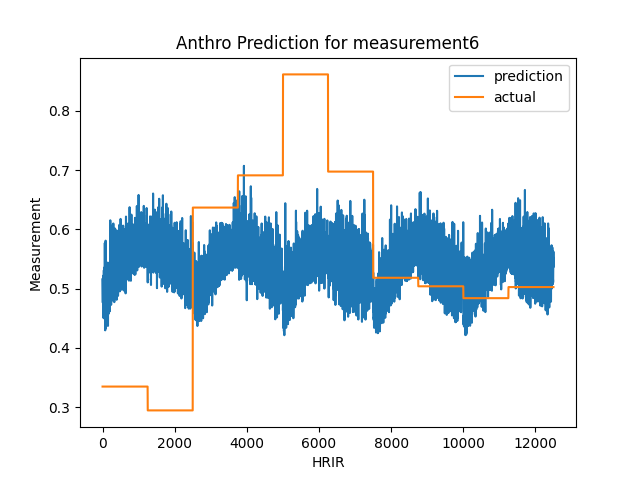 Anthro Prediction for measurement6
prediction
actual
Measurement
0.8
0.7
0.6
0.5
0.4
0.3
0 2000 4000 6000 8000 10000 12000
HRIR